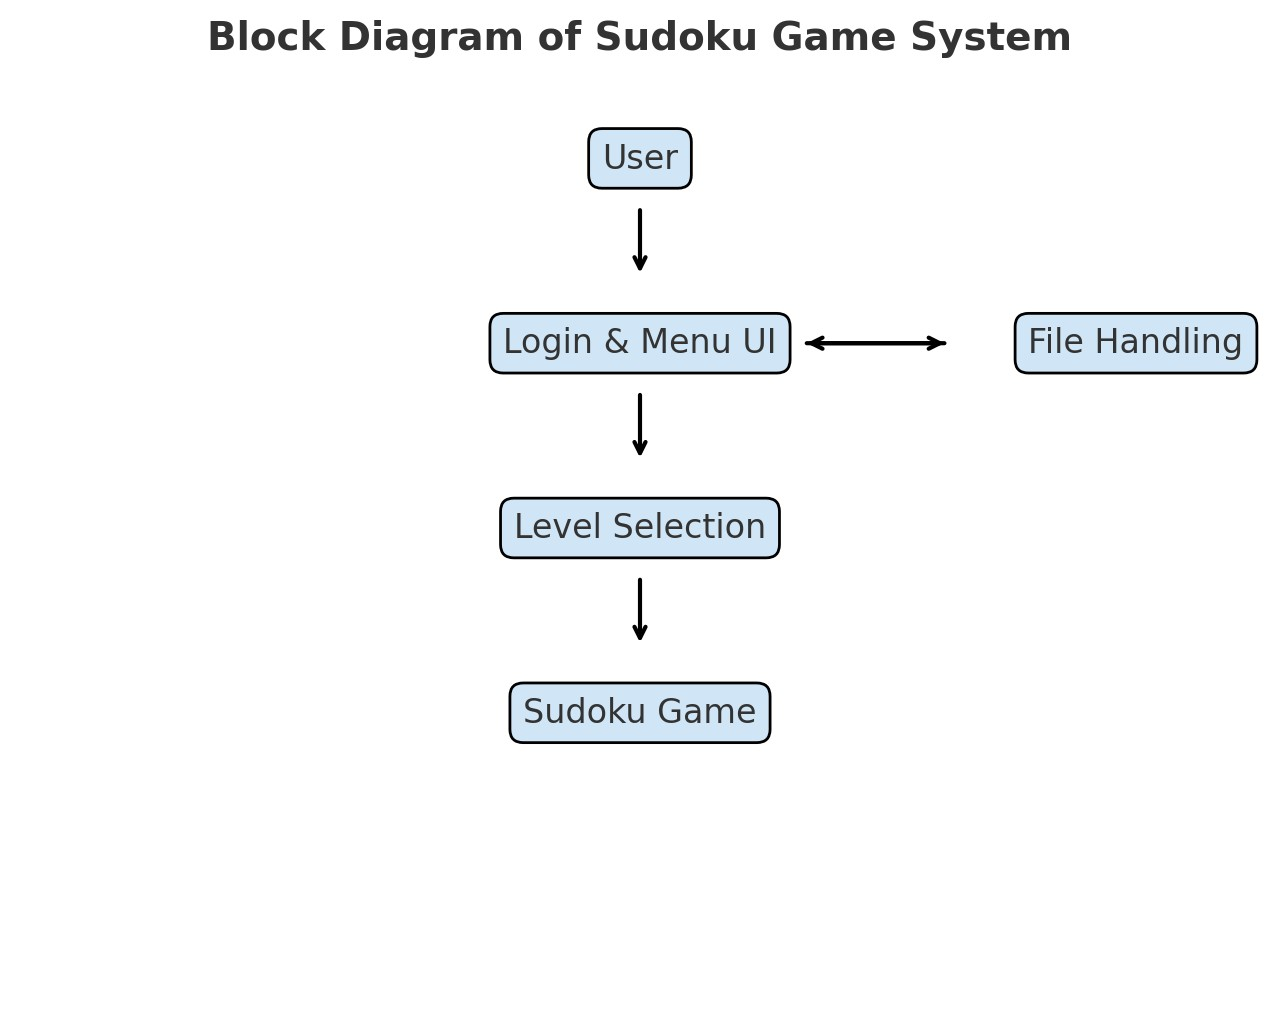 Block Diagram of Sudoku Game System
User
Login & Menu UI
File Handling
Level Selection
Sudoku Game